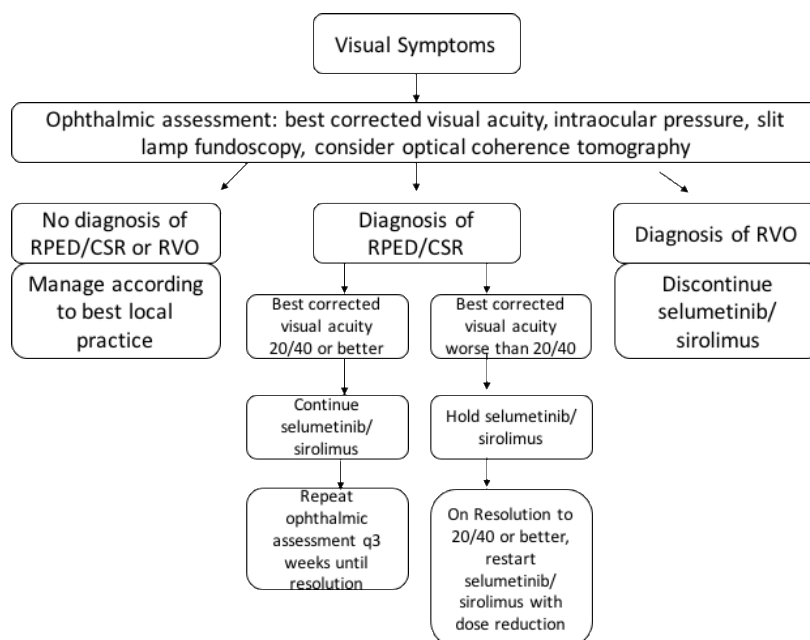 Visual Symptoms
Ophthalmic assessment: best corrected visual acuity, intraocular pressure, slit
lamp fundoscopy, consider optical coherence tomography
No diagnosis of
RPED/CSR or RVO
Manage according
to best local
practice
Diagnosis of
RPED/CSR
Best corrected
visual acuity
20/40 or better
Continue
selumetinib/
sirolimus
Repeat
ophthalmic
assessment q3
weeks until
resolution
Best corrected
visual acuity
worse than 20/40
Hold selumetinib/
sirolimus
On Resolution to
20/40 or better,
restart
selumetinib/
sirolimus with
dose reduction
Diagnosis of RVO
Discontinue
selumetinib/
sirolimus